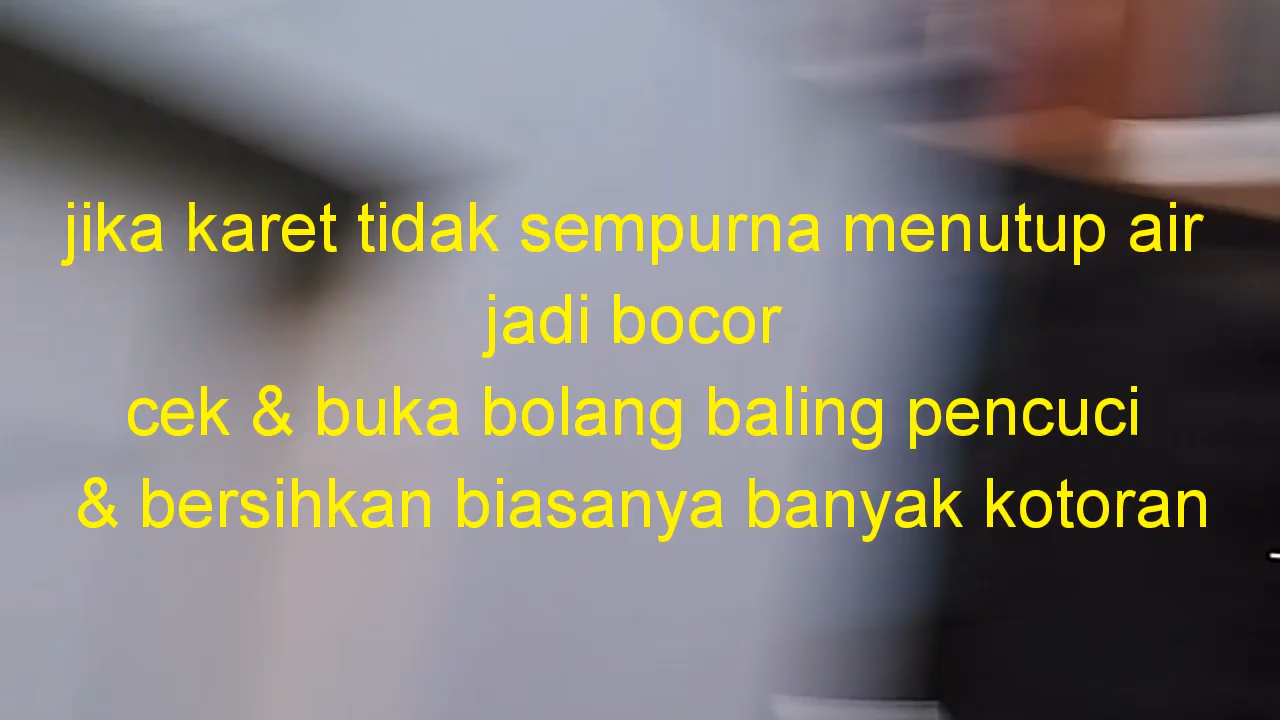 jika karet tidak sempurna menutup air
jadi bocor
cek & buka bolang baling pencuci
& bersihkan biasanya banyak kotoran